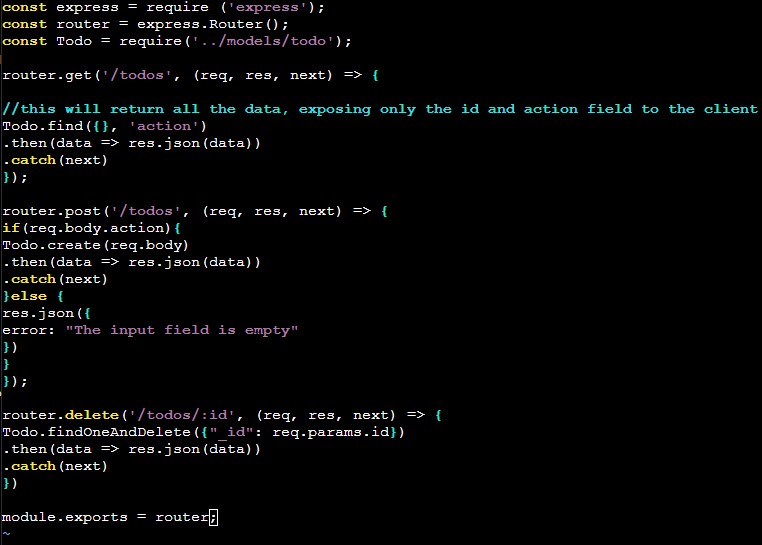 const express = require ('express');
const router = express.Router();
const Todo = require('../models/todo');
router.get('/todos', (req, res, next) => {
//this will return all the data, exposing only the id and action field to the client
Todo.find({}, 'action')
.then(data => res.json(data))
.catch(next)
});
router.post('/todos', (req, res, next) => {
if(req.body.action){
Todo.create(req.body)
.then(data => res.json(data))
.catch(next)
}else {
res.json({
error: "The input field is empty"
})
}
});
router.delete('/todos/:id', (req, res, next) => {
Todo.findOneAndDelete({"_id": req.params.id})
.then(data => res.json(data))
.catch(next)
})
module.exports = router;
~